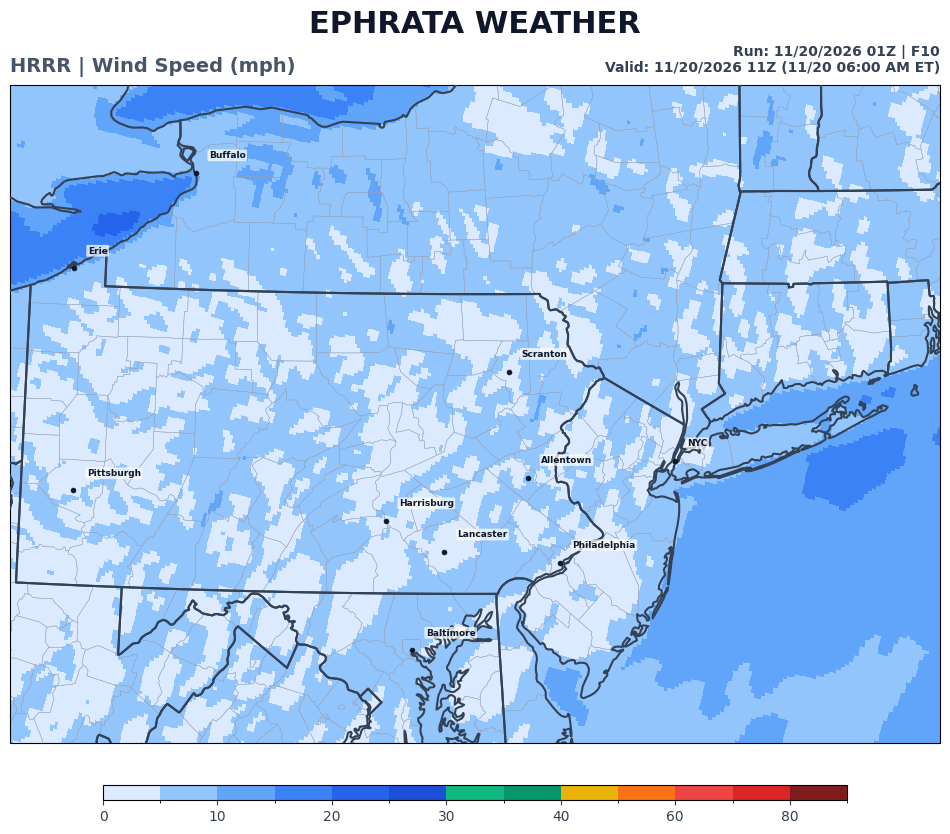 EPHRATA WEATHER
HRRR | Wind Speed (mph)
Run: 11/20/2026 01Z | F10
Valid: 11/20/2026 11Z (11/20 06:00 AM ET)
Buffalo
Erie
Scranton
NYC
Allentown
Pittsburgh
Harrisburg
Lancaster
Philadelphia
Baltimore
0 10 20 30 40 50 60 70 80